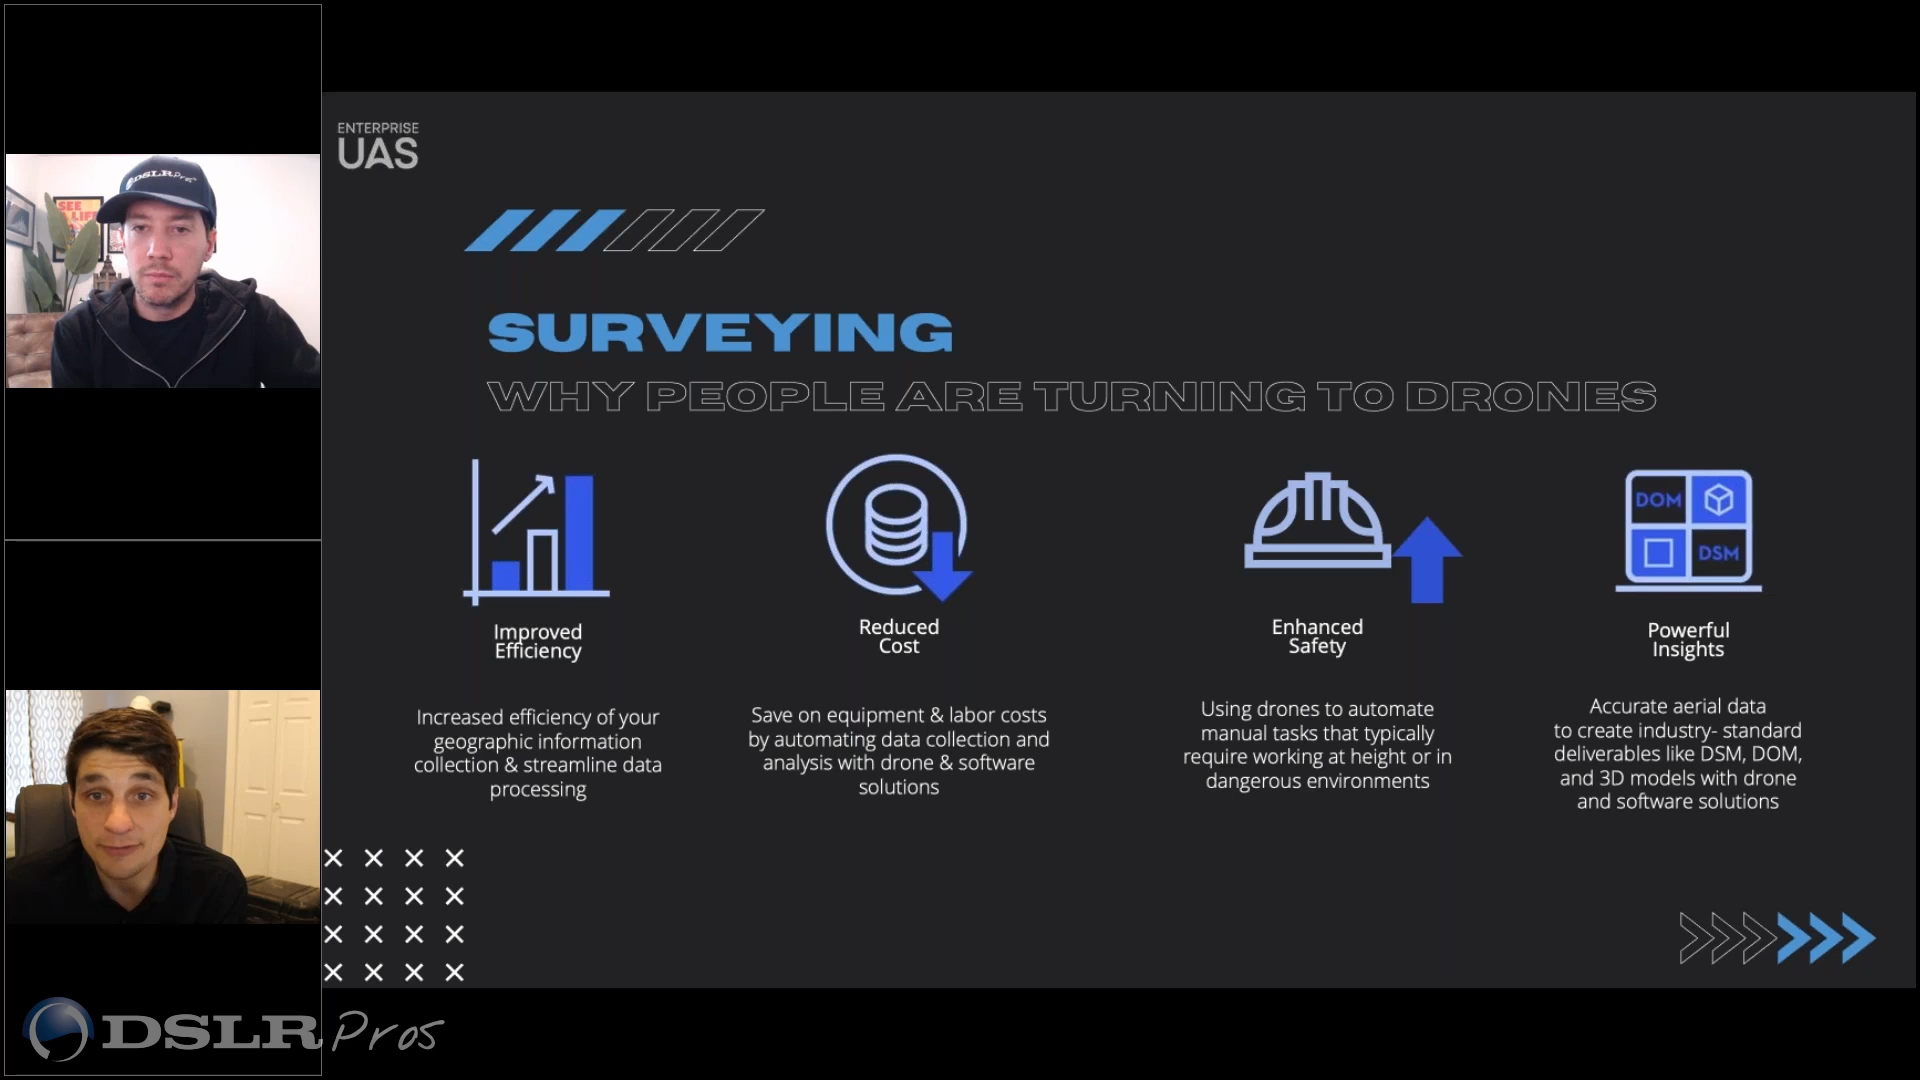 DSLR Pros
SEE
LIFE
ENTERPRISE
UAS
SURVEYING
WHY PEOPLE ARE TURNING TO DRONES
DOM
DSM
Improved
Efficiency
Increased efficiency of your
geographic information
collection & streamline data
processing
Reduced
Cost
Save on equipment & labor costs
by automating data collection and
analysis with drone & software
solutions
Enhanced
Safety
Using drones to automate
manual tasks that typically
require working at height or in
dangerous environments
Powerful
Insights
Accurate aerial data
to create industry- standard
deliverables like DSM, DOM,
and 3D models with drone
and software solutions
DSLR Pros